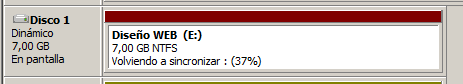 Disco 1
Dinámico
7,00 GB
En pantalla
Diseño WEB (E:)
7,00 GB NTFS
Volviendo a sincronizar : (37%)